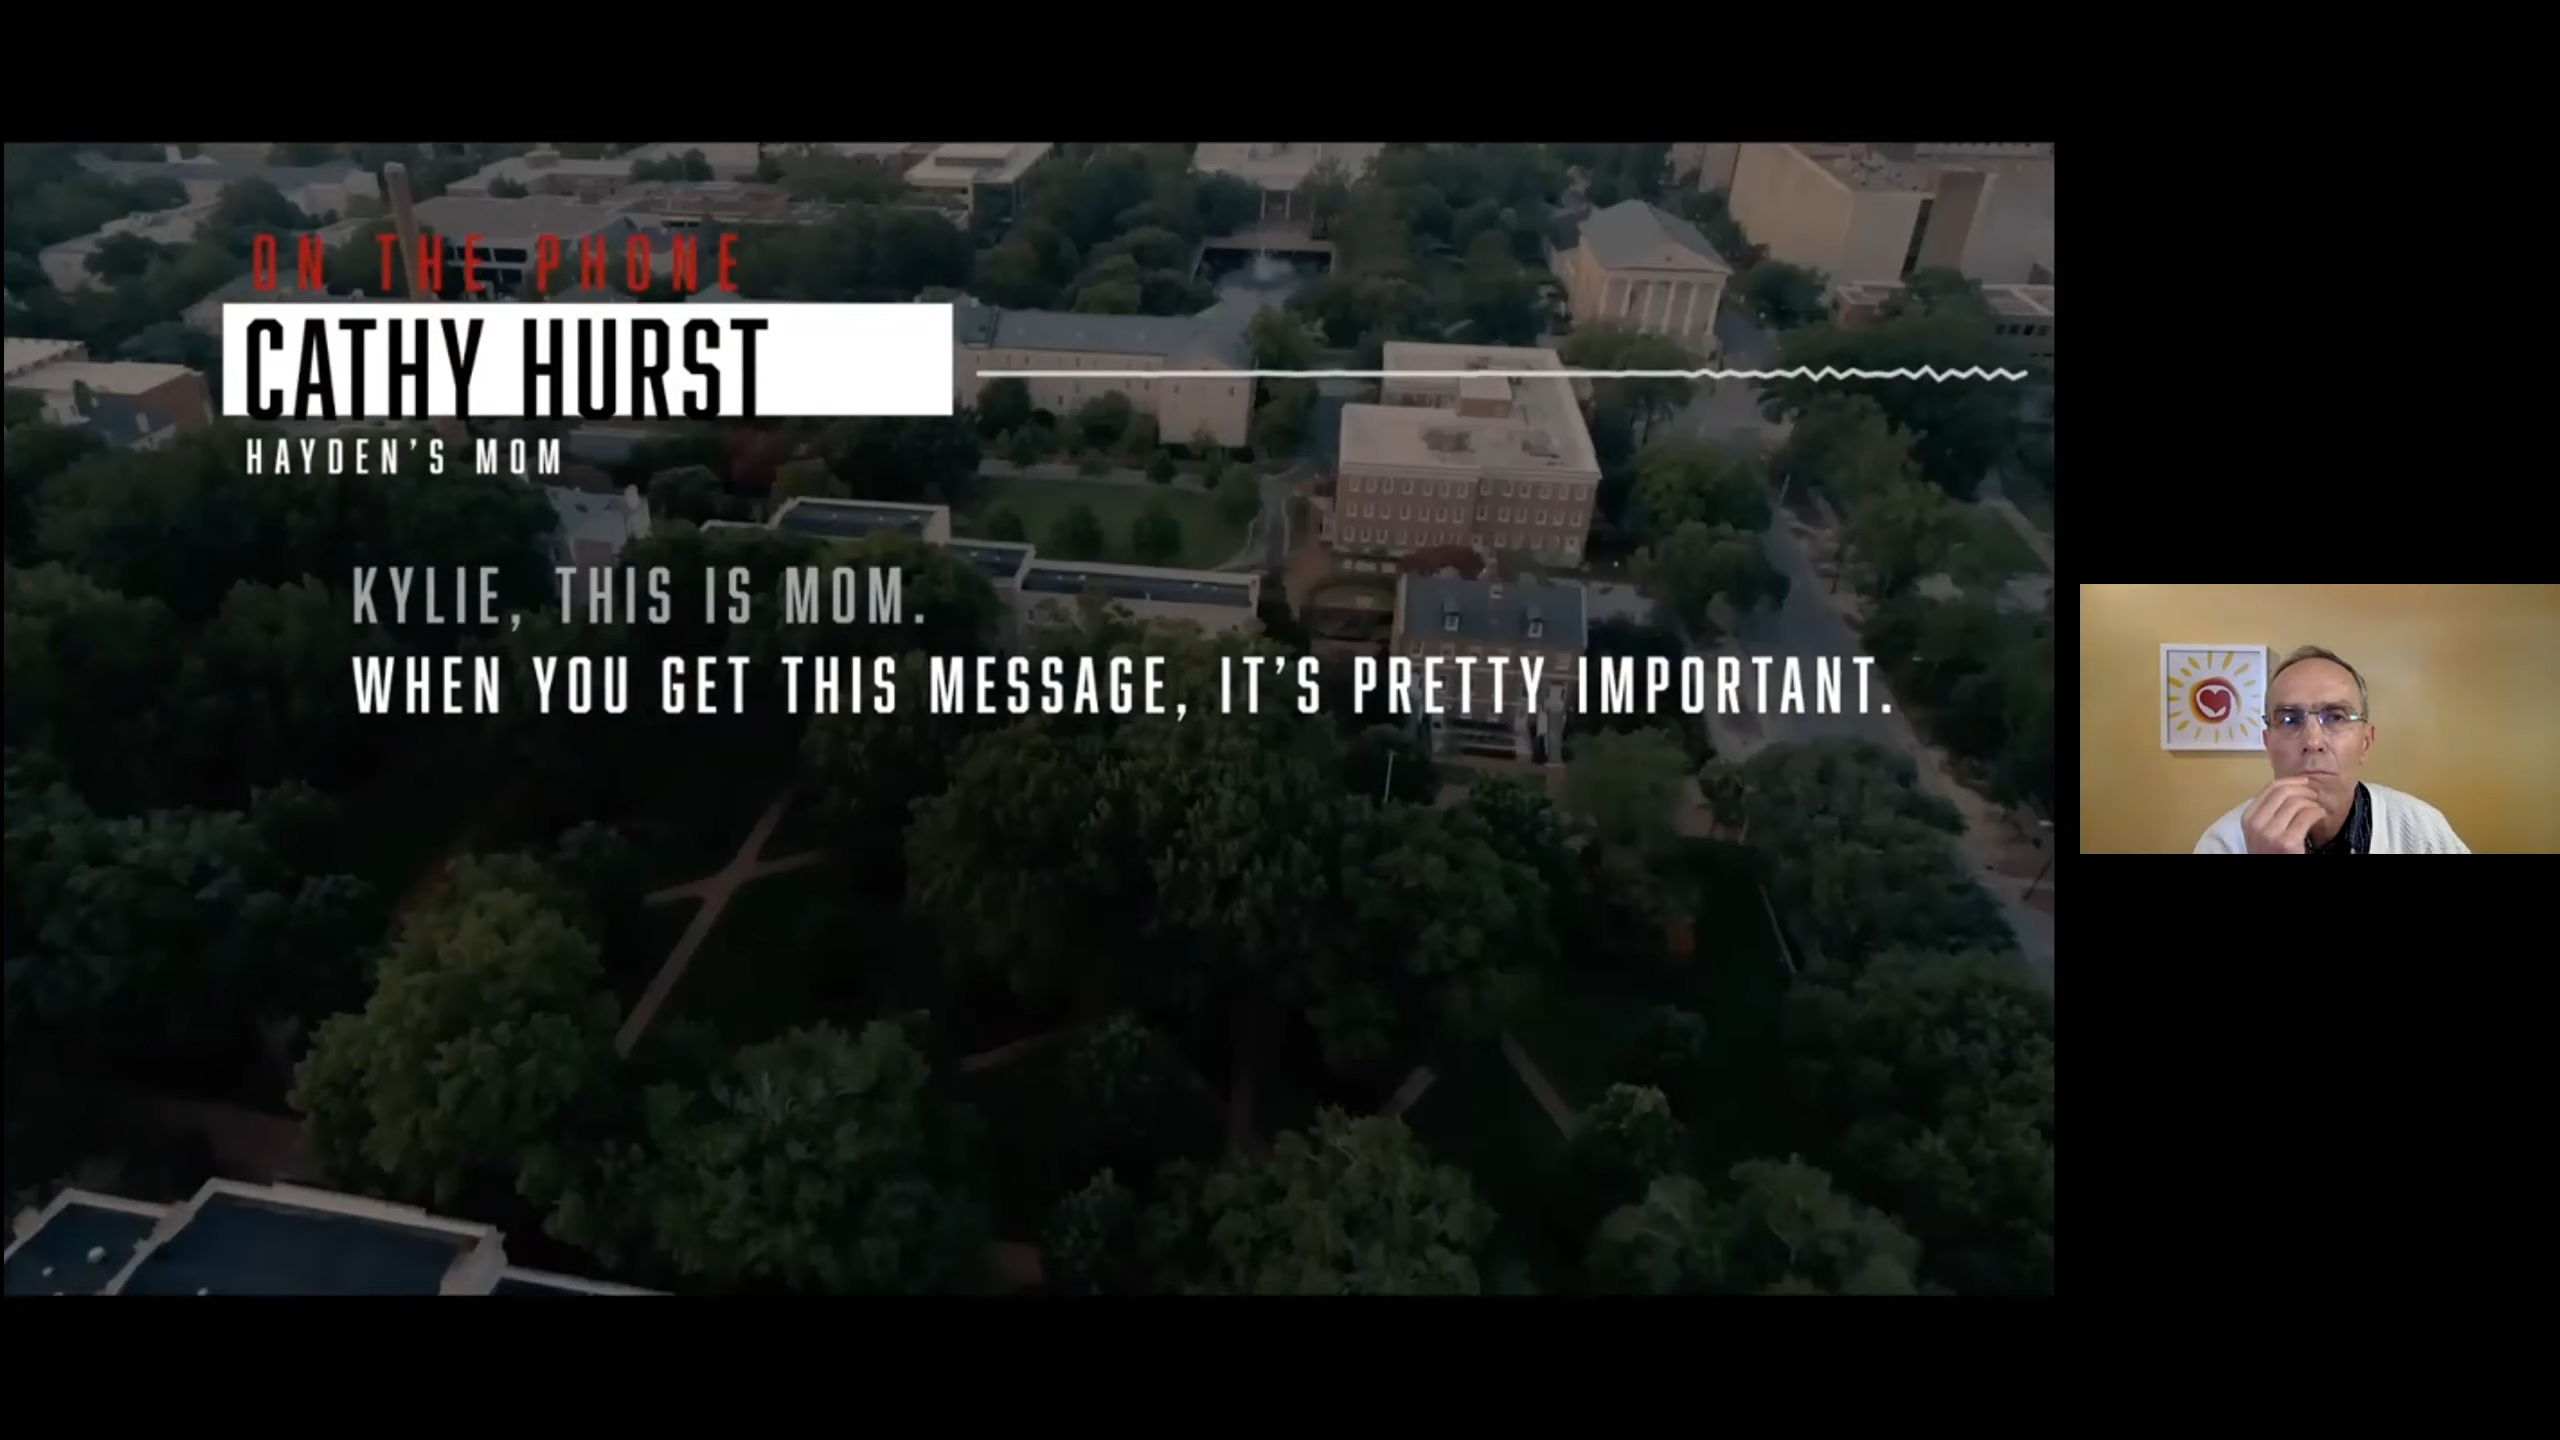 ON THE PHONE
CATHY HURST
HAYDEN'S MOM
KYLIE, THIS IS MOM.
WHEN YOU GET THIS MESSAGE, IT'S PRETTY IMPORTANT.